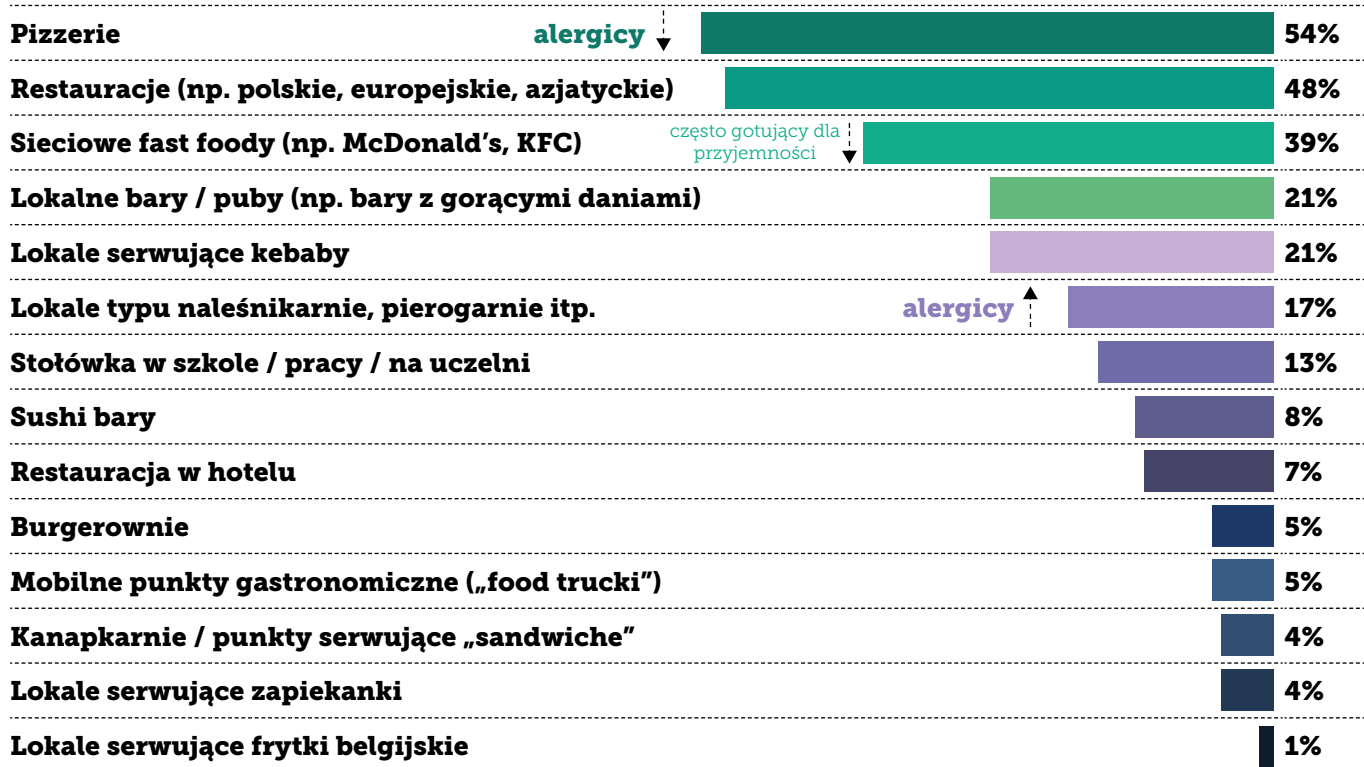 Pizzerie alergicy 54%
Restauracje (np. polskie, europejskie, azjatyckie) 48%
Sieciowe fast foody (np. McDonald’s, KFC) często gotujący dla 39%
przyjemności
Lokalne bary / puby (np. bary z gorącymi daniami) 21%
Lokale serwujące kebaby 21%
Lokale typu naleśnikarnie, pierogarnie itp. alergicy 17%
Stołówka w szkole / pracy / na uczelni 13%
Sushi bary 8%
Restauracja w hotelu 7%
Burgerownie 5%
Mobilne punkty gastronomiczne („food trucki”) 5%
Kanapkarnie / punkty serwujące „sandwiche” 4%
Lokale serwujące zapiekanki 4%
Lokale serwujące frytki belgijskie 1%